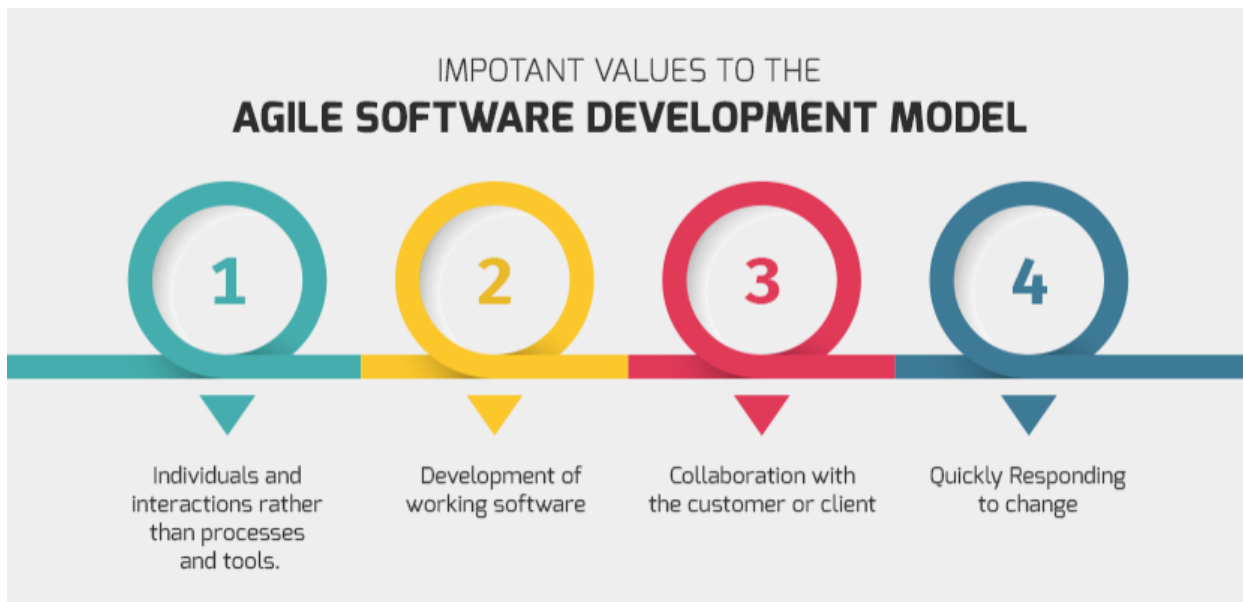 IMPOTANT VALUES TO THE
AGILE SOFTWARE DEVELOPMENT MODEL
1
2
3
4
Individuals and
interactions rather
than processes
and tools.
Development of
working software
Collaboration with
the customer or client
Quickly Responding
to change